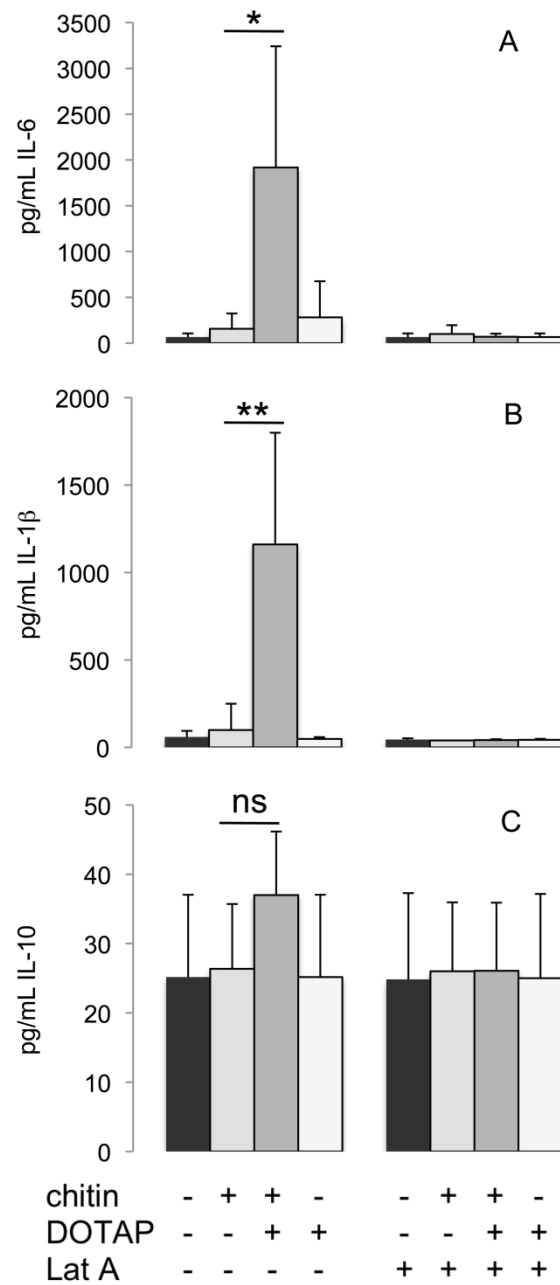 3500
3000
2500
2000
1500
1000
500
0
pg/mL IL-6
*
A
2000
1500
1000
500
0
pg/mL IL-1β
**
B
50
40
30
20
10
0
pg/mL IL-10
ns
C
chitin - + + - - + + -
DOTAP - - + + - - + +
Lat A - - - - + + + +